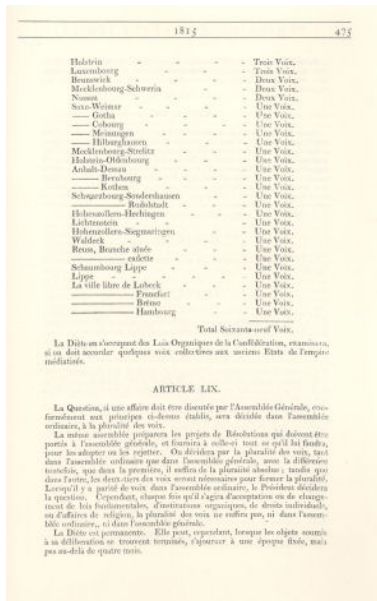 1815 475
Holstein - - - Trois Voix.
Luxembourg - - - Trois Voix.
Brunswick - - - Deux Voix.
Mecklenbourg-Schwerin - - Deux Voix.
Nassau - - - Deux Voix.
Saxe-Weimar - - - Une Voix.
—— Gotha - - - Une Voix.
—— Cobourg - - - Une Voix.
—— Meinungen - - - Une Voix.
—— Hilburghausen - - Une Voix.
Mecklenbourg-Strelitz - - Une Voix.
Holstein-Oldenbourg - - Une Voix.
Anhalt-Dessau - - - Une Voix.
——— Bernbourg - - Une Voix.
——— Kothen - - - Une Voix.
Schwarzbourg-Sondershausen - Une Voix.
————— Rudolstadt - - Une Voix.
Hohenzollern-Hechingen - - Une Voix.
Lichtenstein - - - Une Voix.
Hohenzollern-Siegmaringen - Une Voix.
Waldeck - - - Une Voix.
Reuss, Branche ainée - - Une Voix.
————— cadette - - Une Voix.
Schaumbourg Lippe - - Une Voix.
Lippe - - - - Une Voix.
La ville libre de Lubeck - - Une Voix.
————— Francfort - Une Voix.
————— Brême - - Une Voix.
————— Hambourg - Une Voix.
Total Soixante-neuf Voix.
La Diète en s'occupant des Lois Organiques de la Confédération, examinera,
si on doit accorder quelques voix collectives aux anciens Etats de l'empire
médiatisés.
ARTICLE LIX.
La Question, si une affaire doit être discutée par l'Assemblée Générale, con-
formément aux principes ci-dessus établis, sera décidée dans l'assemblée
ordinaire, à la pluralité des voix.
La même assemblée préparera les projets de Résolutions qui doivent être
portés à l'assemblée générale, et fournira à celle-ci tout ce qu'il lui faudra,
pour les adopter ou les rejetter. On décidera par la pluralité des voix, tant
dans l'assemblée ordinaire que dans l'assemblée générale, avec la différence
toutefois, que dans la première, il suffira de la pluralité absolue; tandis que
dans l'autre, les deux-tiers des voix seront nécessaires pour former la pluralité.
Lorsqu'il y a parité de voix dans l'assemblée ordinaire, le Président décidera
la question. Cependant, chaque fois qu'il s'agira d'acceptation ou de change-
ment de lois fondamentales, d'institutions organiques, de droits individuels,
ou d'affaires de religion, la pluralité des voix ne suffira pas, ni dans l'assem-
blée ordinaire, ni dans l'assemblée générale.
La Diète est permanente. Elle peut, cependant, lorsque les objets soumis
à sa délibération se trouvent terminés, s'ajourner à une époque fixée, mais
pas au-delà de quatre mois.